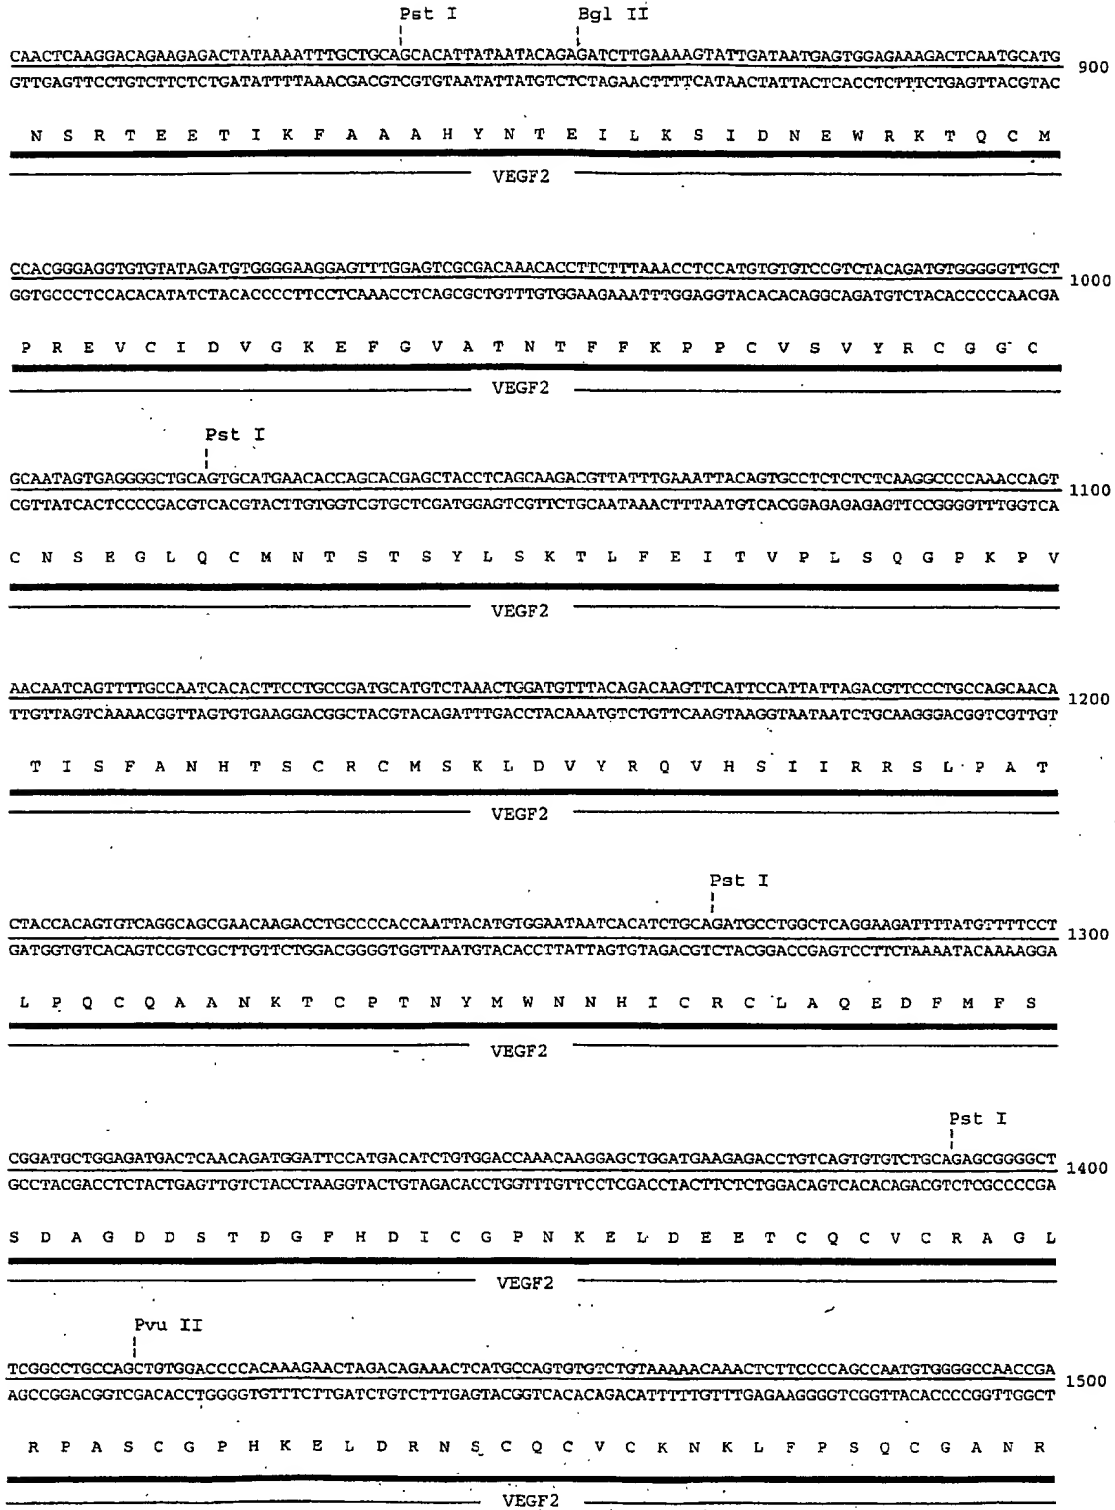 Pst I Bgl II
CAACTCAAGGACAGAAGAGACTATAAAATTTGCTGCAGCACATTATAATACAGAGATCTTGAAAAGTATTGATAATGAGTGGAGAAAGACTCAATGCATG
900
GTTGAGTTCCTGTCTTCTCTGATATTTTAAACGACGTCGTGTAATATTATGTCTCTAGAACTTTTCATAACTATTACTCACCTCTTTCTGAGTTACGTAC
N S R T E E T I K F A A A H Y N T E I L K S I D N E W R K T Q C M
VEGF2
CCACGGGAGGTGTGTATAGATGTGGGGAAGGAGTTTGGAGTCGCGACAAACACCTTCTTTAAACCTCCATGTGTGTCCGTCTACAGATGTGGGGGTTGCT
1000
GGTGCCCTCCACACATATCTACACCCCTTCCTCAAACCTCAGCGCTGTTTGTGGAAGAAATTTGGAGGTACACACAGGCAGATGTCTACACCCCCAACGA
P R E V C I D V G K E F G V A T N T F F K P P C V S V Y R C G G C
VEGF2
Pst I
GCAATAGTGAGGGGCTGCAGTGCATGAACACCAGCACGAGCTACCTCAGCAAGACGTTATTTGAAATTACAGTGCCTCTCTCTCAAGGCCCCAAACCAGT
1100
CGTTATCACTCCCCGACGTCACGTACTTGTGGTCGTGCTCGATGGAGTCGTTCTGCAATAAACTTTAATGTCACGGAGAGAGAGTTCCGGGGTTTGGTCA
C N S E G L Q C M N T S T S Y L S K T L F E I T V P L S Q G P K P V
VEGF2
AACAATCAGTTTTGCCAATCACACTTCCTGCCGATGCATGTCTAAACTGGATGTTTACAGACAAGTTCATTCCATTATTAGACGTTCCCTGCCAGCAACA
1200
TTGTTAGTCAAAACGGTTAGTGTGAAGGACGGCTACGTACAGATTTGACCTACAAATGTCTGTTCAAGTAAGGTAATAATCTGCAAGGGACGGTCGTTGT
T I S F A N H T S C R C M S K L D V Y R Q V H S I I R R S L P A T
VEGF2
Pst I
CTACCACAGTGTCAGGCAGCGAACAAGACCTGCCCCACCAATTACATGTGGAATAATCACATCTGCAGATGCCTGGCTCAGGAAGATTTTATGTTTTCCT
1300
GATGGTGTCACAGTCCGTCGCTTGTTCTGGACGGGGTGGTTAATGTACACCTTATTAGTGTAGACGTCTACGGACCGAGTCCTTCTAAAATACAAAAGGA
L P Q C Q A A N K T C P T N Y M W N N H I C R C L A Q E D F M F S
VEGF2
Pst I
CGGATGCTGGAGATGACTCAACAGATGGATTCCATGACATCTGTGGACCAAACAAGGAGCTGGATGAAGAGACCTGTCAGTGTGTCTGCAGAGCGGGGCT
1400
GCCTACGACCTCTACTGAGTTGTCTACCTAAGGTACTGTAGACACCTGGTTTGTTCCTCGACCTACTTCTCTGGACAGTCACACAGACGTCTCGCCCCGA
S D A G D D S T D G F H D I C G P N K E L D E E T C Q C V C R A G L
VEGF2
Pvu II
TCGGCCTGCCAGCTGTGGACCCCACAAAGAACTAGACAGAAACTCATGCCAGTGTGTCTGTAAAAACAAACTCTTCCCCAGCCAATGTGGGGCCAACCGA
1500
AGCCGGACGGTCGACACCTGGGGTGTTTCTTGATCTGTCTTTGAGTACGGTCACACAGACATTTTTGTTTGAGAAGGGGTCGGTTACACCCCGGTTGGCT
R P A S C G P H K E L D R N S C Q C V C K N K L F P S Q C G A N R
VEGF2